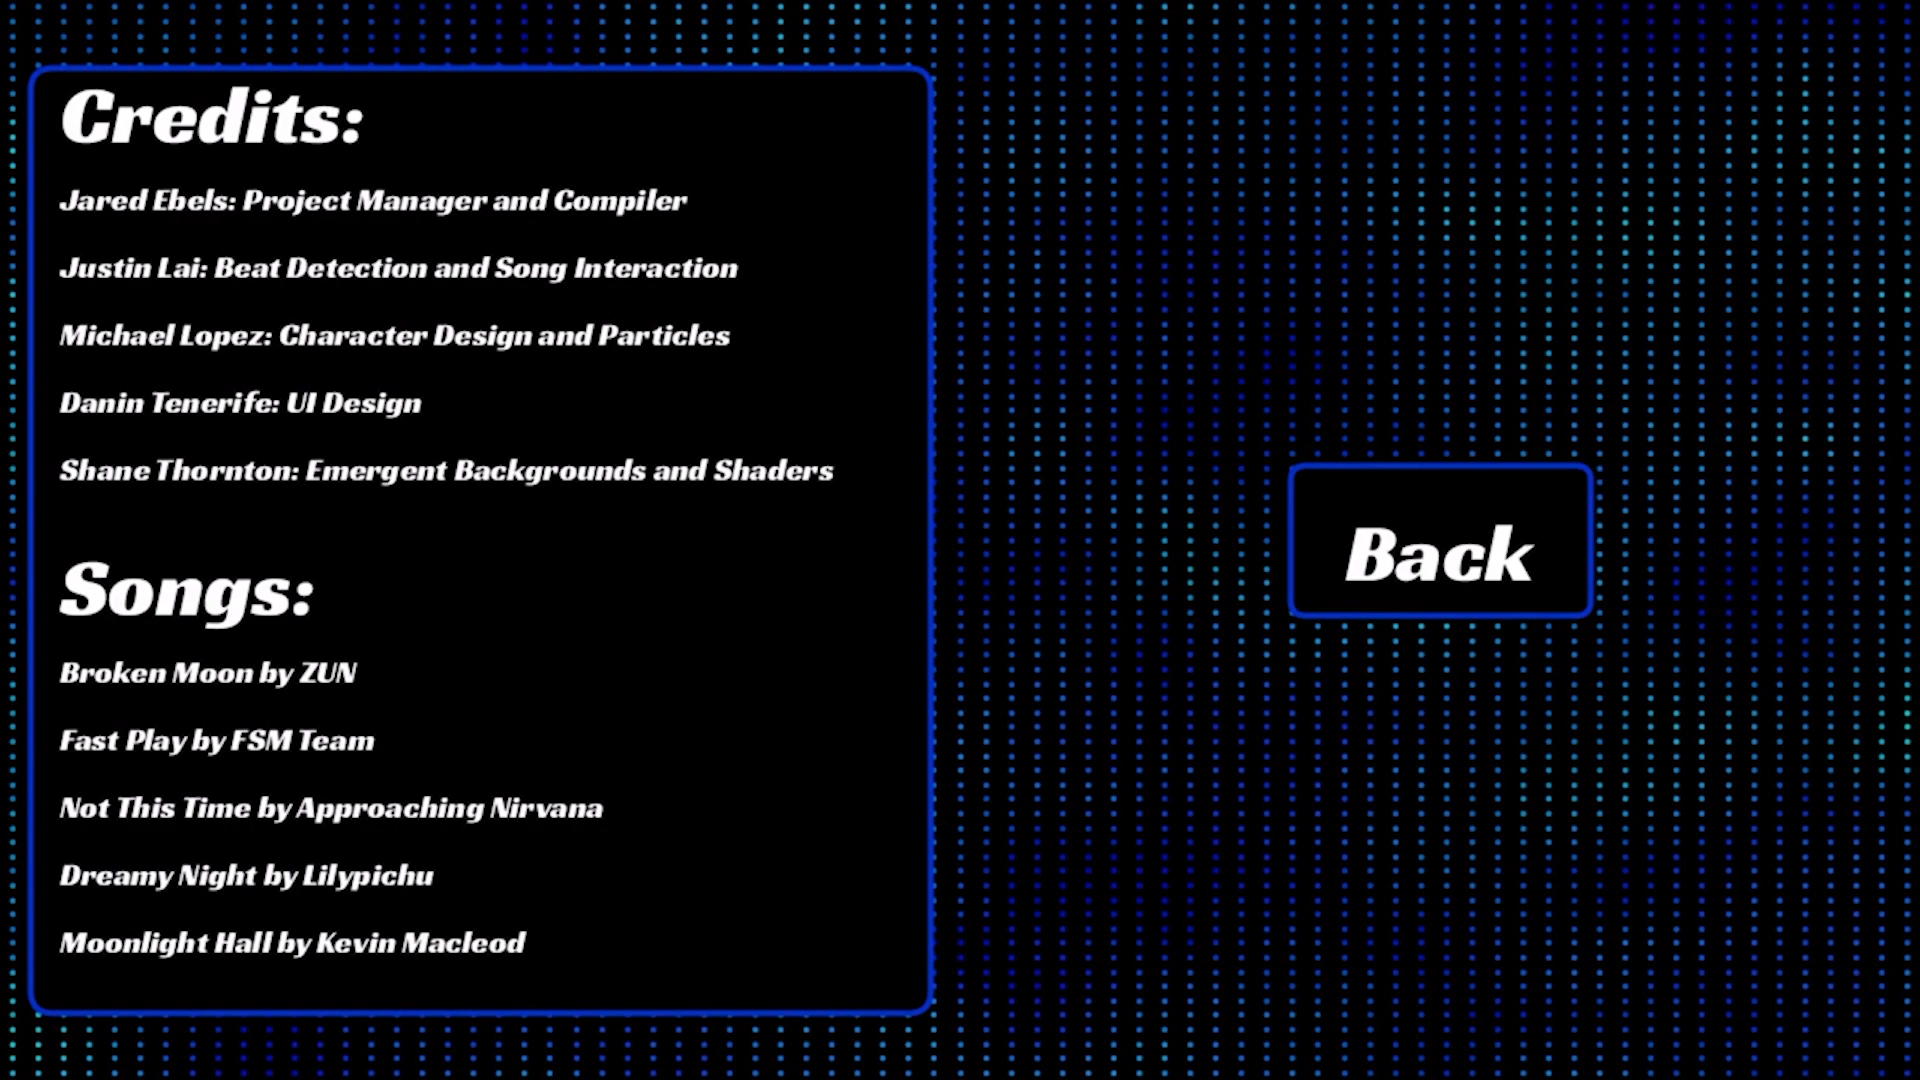 Credits:
Jared Ebels: Project Manager and Compiler
Justin Lai: Beat Detection and Song Interaction
Michael Lopez: Character Design and Particles
Danin Tenerife: UI Design
Shane Thornton: Emergent Backgrounds and Shaders
Songs:
Broken Moon by ZUN
Fast Play by FSM Team
Not This Time by Approaching Nirvana
Dreamy Night by Lilypichu
Moonlight Hall by Kevin Macleod
Back